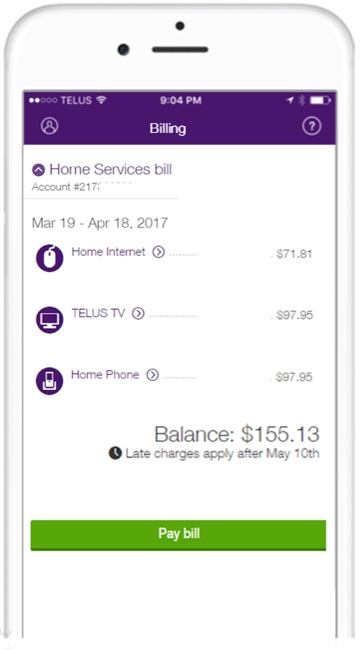 TELUS 9:04 PM
Billing
Home Services bill
Account #217
Mar 19 - Apr 18, 2017
Home Internet $71.81
TELUS TV $97.95
Home Phone $97.95
Balance: $155.13
Late charges apply after May 10th
Pay bill